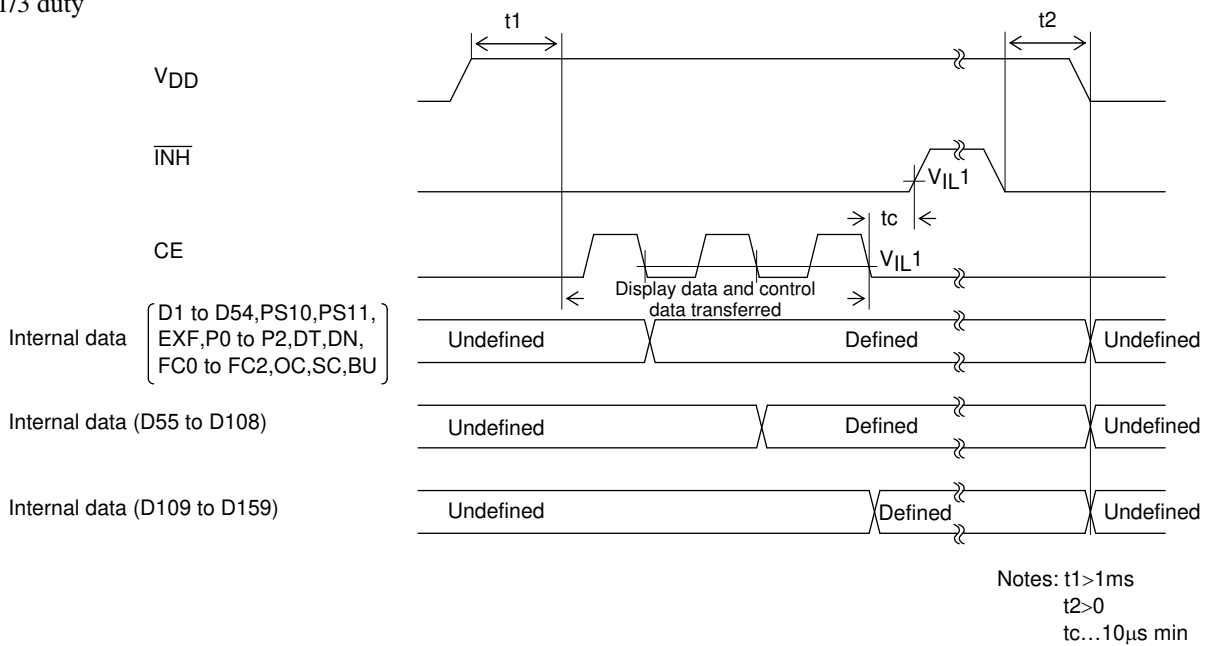 1/3 duty
t1
t2
VDD
INH
VIL1
tc
CE
VIL1
Display data and control
data transferred
Internal data
D1 to D54,PS10,PS11,
EXF,P0 to P2,DT,DN,
FC0 to FC2,OC,SC,BU
Undefined
Defined
Undefined
Internal data (D55 to D108)
Undefined
Defined
Undefined
Internal data (D109 to D159)
Undefined
Defined
Undefined
Notes: t1>1ms
t2>0
tc…10μs min